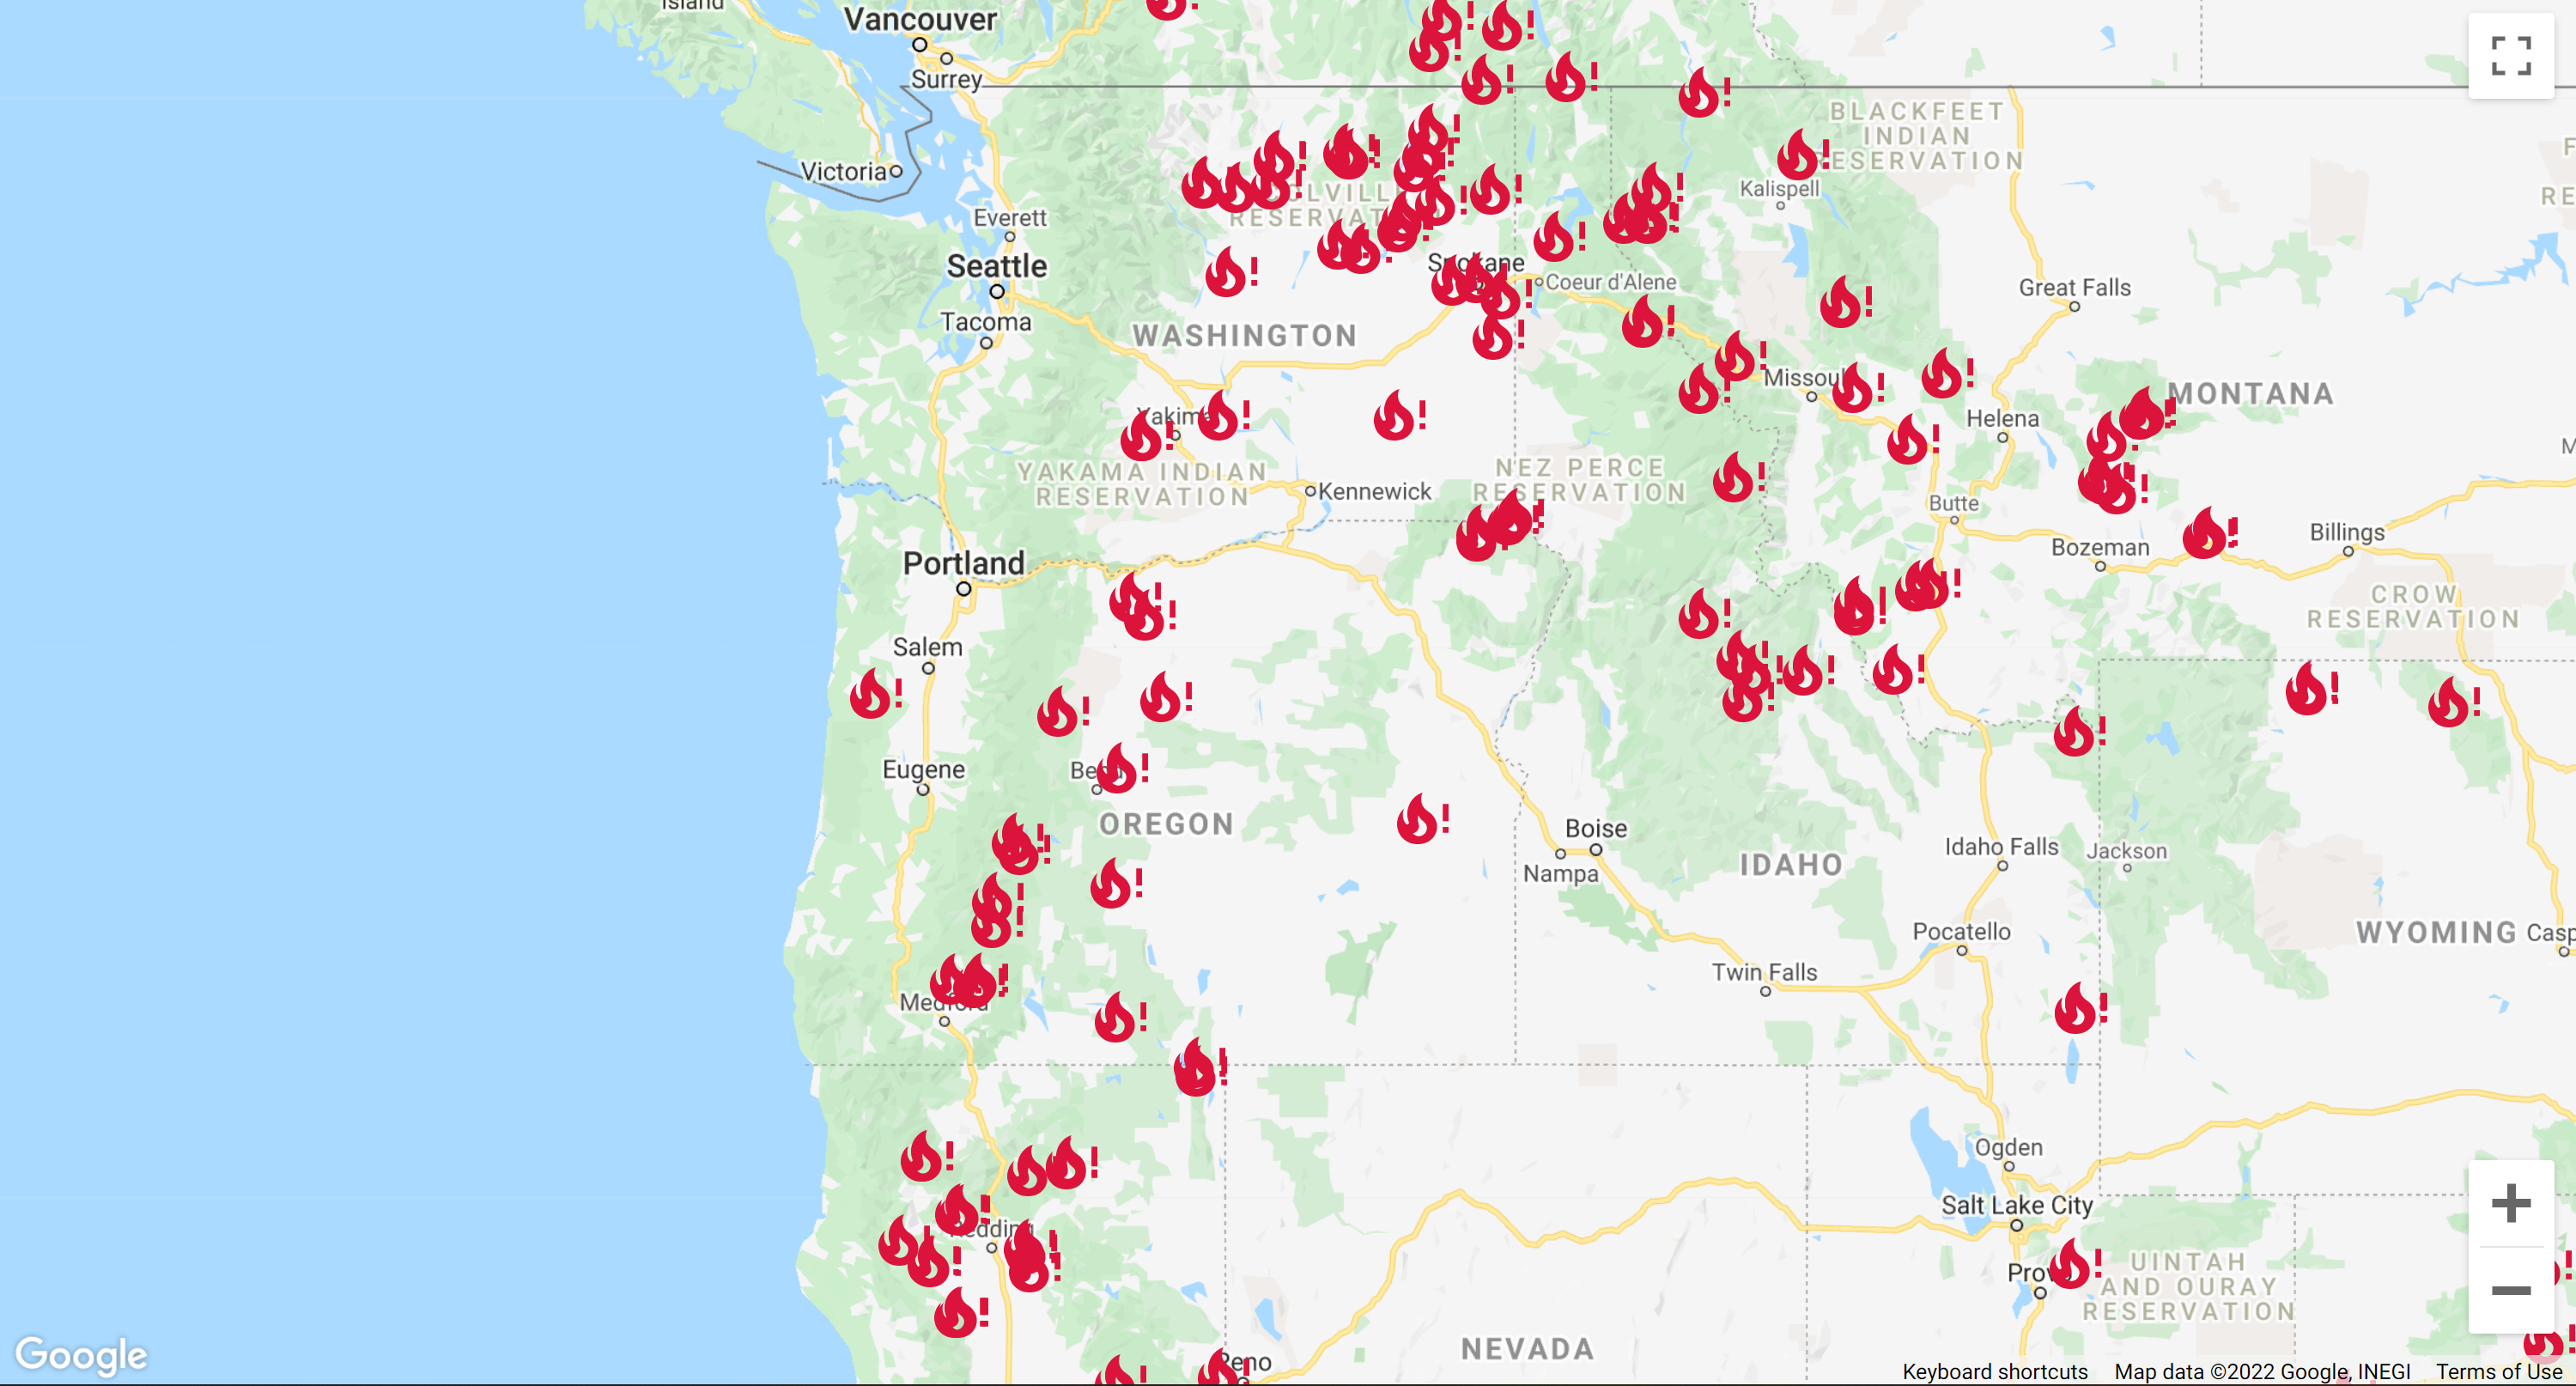 Island
Vancouver
Surrey
Victoria
BLACKFEET
INDIAN
RESERVATION
Kalispell
Everett
RESERVAT
Seattle
Spokane
Coeur d'Alene
Great Falls
Tacoma
WASHINGTON
Missoul
MONTANA
Yakima
Helena
YAKAMA INDIAN
RESERVATION
NEZ PERCE
RESERVATION
Kennewick
Butte
Billings
Bozeman
Portland
CROW
RESERVATION
Salem
Eugene
Bend
OREGON
Boise
Nampa
IDAHO
Idaho Falls
Jackson
Pocatello
WYOMING
Casp
Twin Falls
Medford
Ogden
Salt Lake City
Redding
Provo
UINTAH
AND OURAY
RESERVATION
NEVADA
Reno
Google
Keyboard shortcuts
Map data ©2022 Google, INEGI
Terms of Use